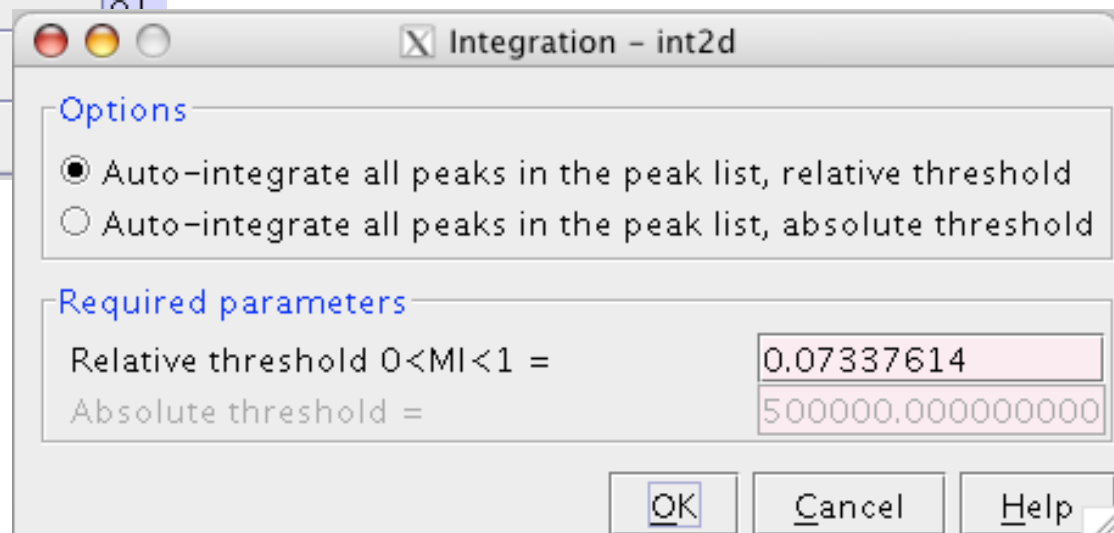 Integration - int2d
Options
Auto-integrate all peaks in the peak list, relative threshold
Auto-integrate all peaks in the peak list, absolute threshold
Required parameters
Relative threshold 0<MI<1 = 0.07337614
Absolute threshold = 500000.000000000
OK Cancel Help